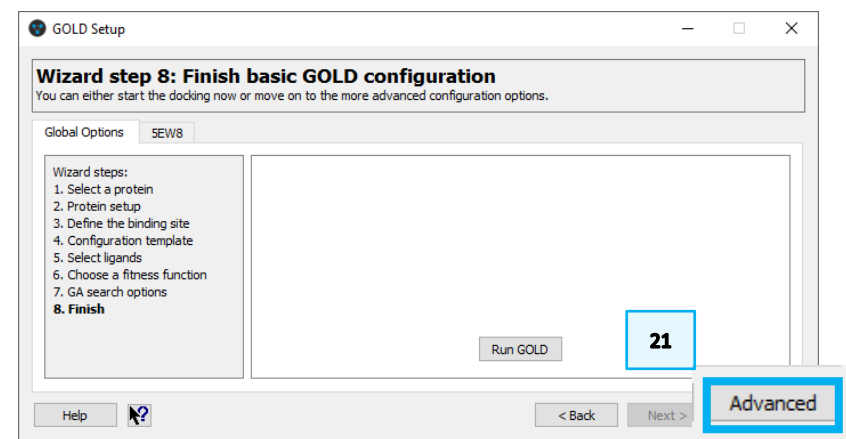 GOLD Setup
Wizard step 8: Finish basic GOLD configuration
You can either start the docking now or move on to the more advanced configuration options.
Global Options
5EW8
Wizard steps:
1. Select a protein
2. Protein setup
3. Define the binding site
4. Configuration template
5. Select ligands
6. Choose a fitness function
7. GA search options
8. Finish
Run GOLD
21
Help
?
< Back
Next >
Advanced